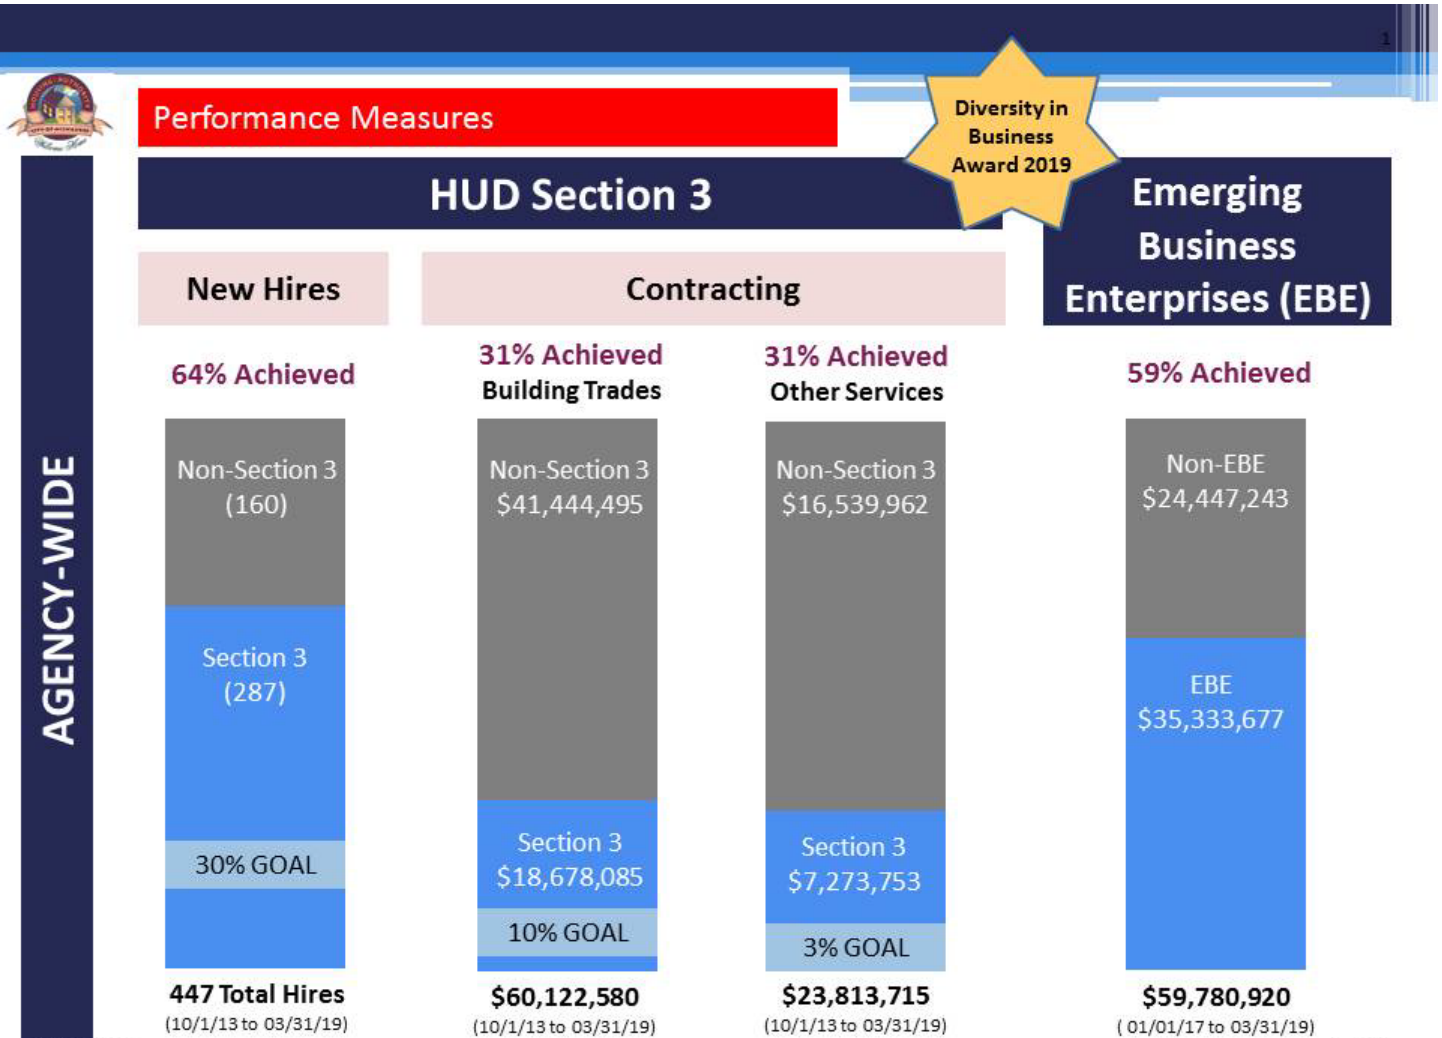 1
Performance Measures
Diversity in
Business
Award 2019
HUD Section 3
Emerging
Business
Enterprises (EBE)
New Hires
Contracting
AGENCY-WIDE
64% Achieved
31% Achieved
Building Trades
31% Achieved
Other Services
59% Achieved
Non-Section 3
(160)
Section 3
(287)
30% GOAL
447 Total Hires
(10/1/13 to 03/31/19)
Non-Section 3
$41,444,495
Section 3
$18,678,085
10% GOAL
$60,122,580
(10/1/13 to 03/31/19)
Non-Section 3
$16,539,962
Section 3
$7,273,753
3% GOAL
$23,813,715
(10/1/13 to 03/31/19)
Non-EBE
$24,447,243
EBE
$35,333,677
$59,780,920
( 01/01/17 to 03/31/19)